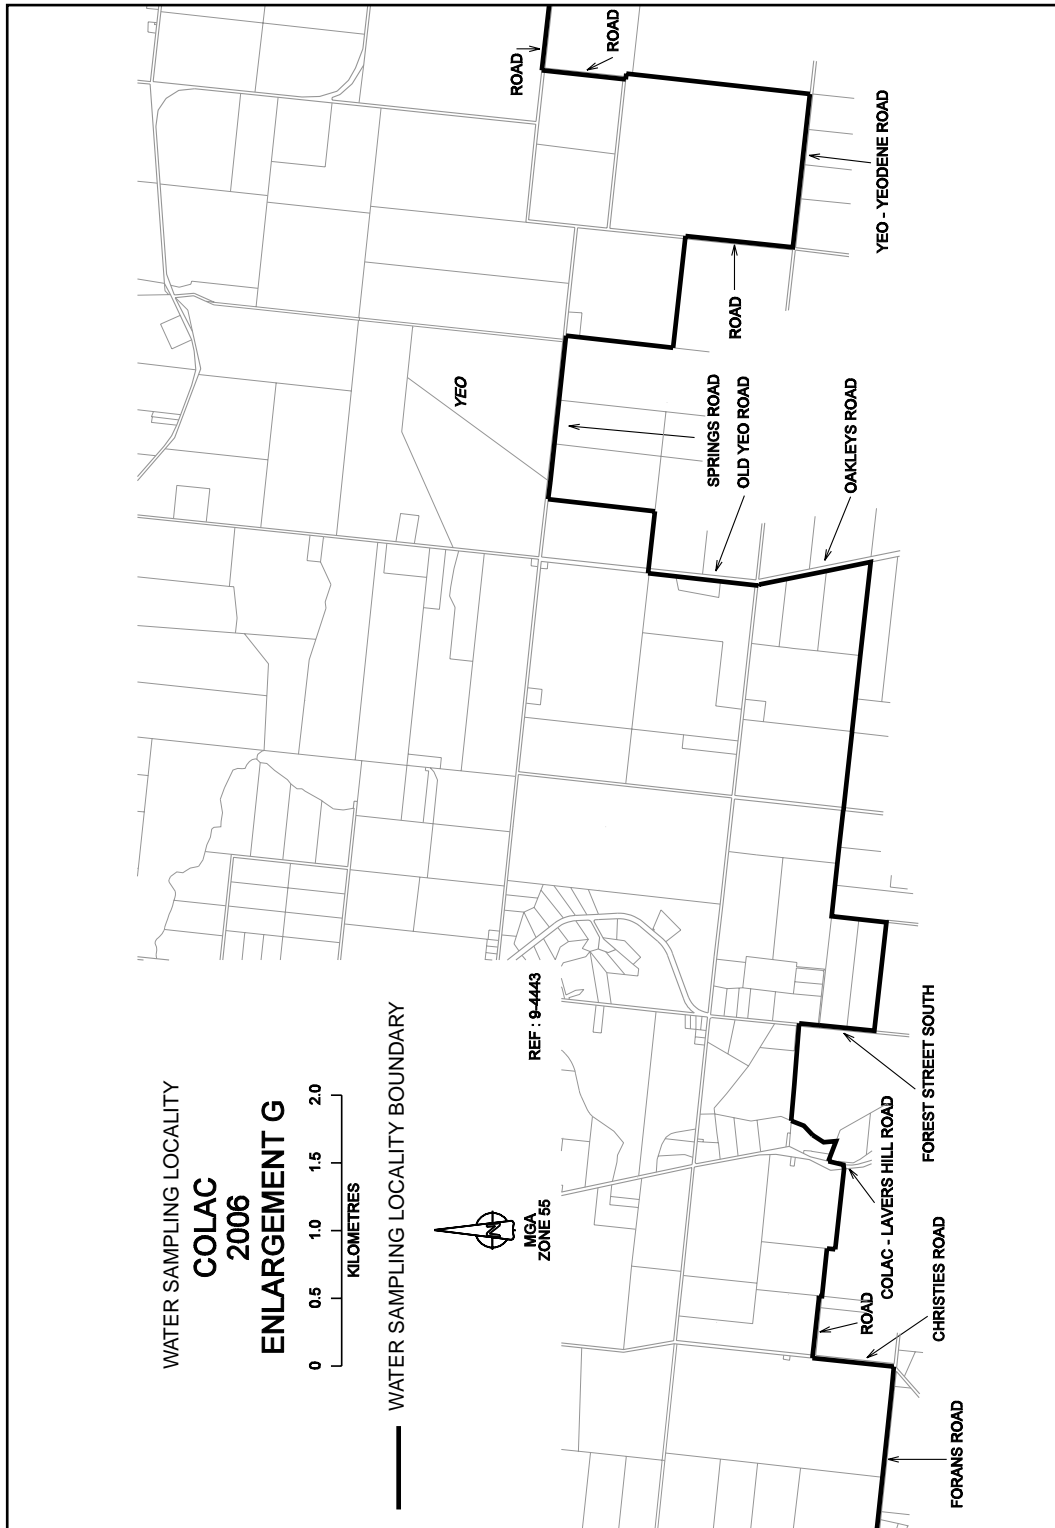 WATER SAMPLING LOCALITY
COLAC
2006
ENLARGEMENT G
0 0.5 1.0 1.5 2.0
KILOMETRES
WATER SAMPLING LOCALITY BOUNDARY
N
MGA
ZONE 55
REF : 9-4443
YEO
ROAD
ROAD
YEO - YEODENE ROAD
ROAD
SPRINGS ROAD
OLD YEO ROAD
OAKLEYS ROAD
FOREST STREET SOUTH
COLAC - LAVERS HILL ROAD
ROAD
CHRISTIES ROAD
FORANS ROAD